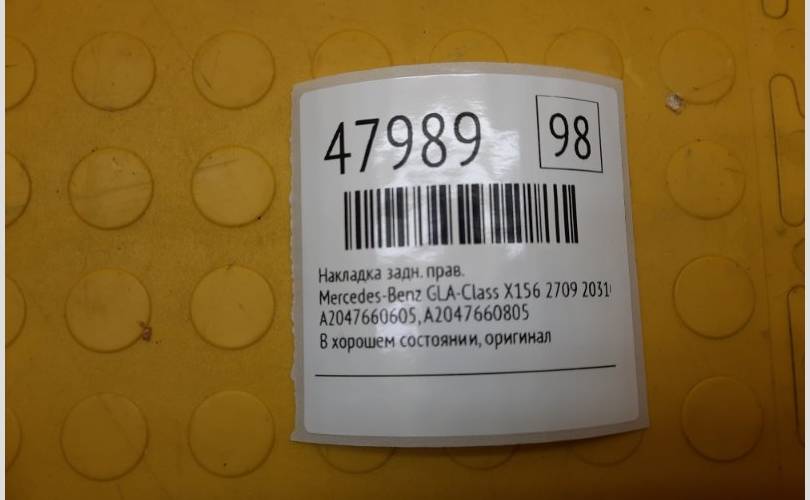 47989
98
Накладка задн. прав.
Mercedes-Benz GLA-Class X156 2709 2031
A2047660605, A2047660805
В хорошем состоянии, оригинал